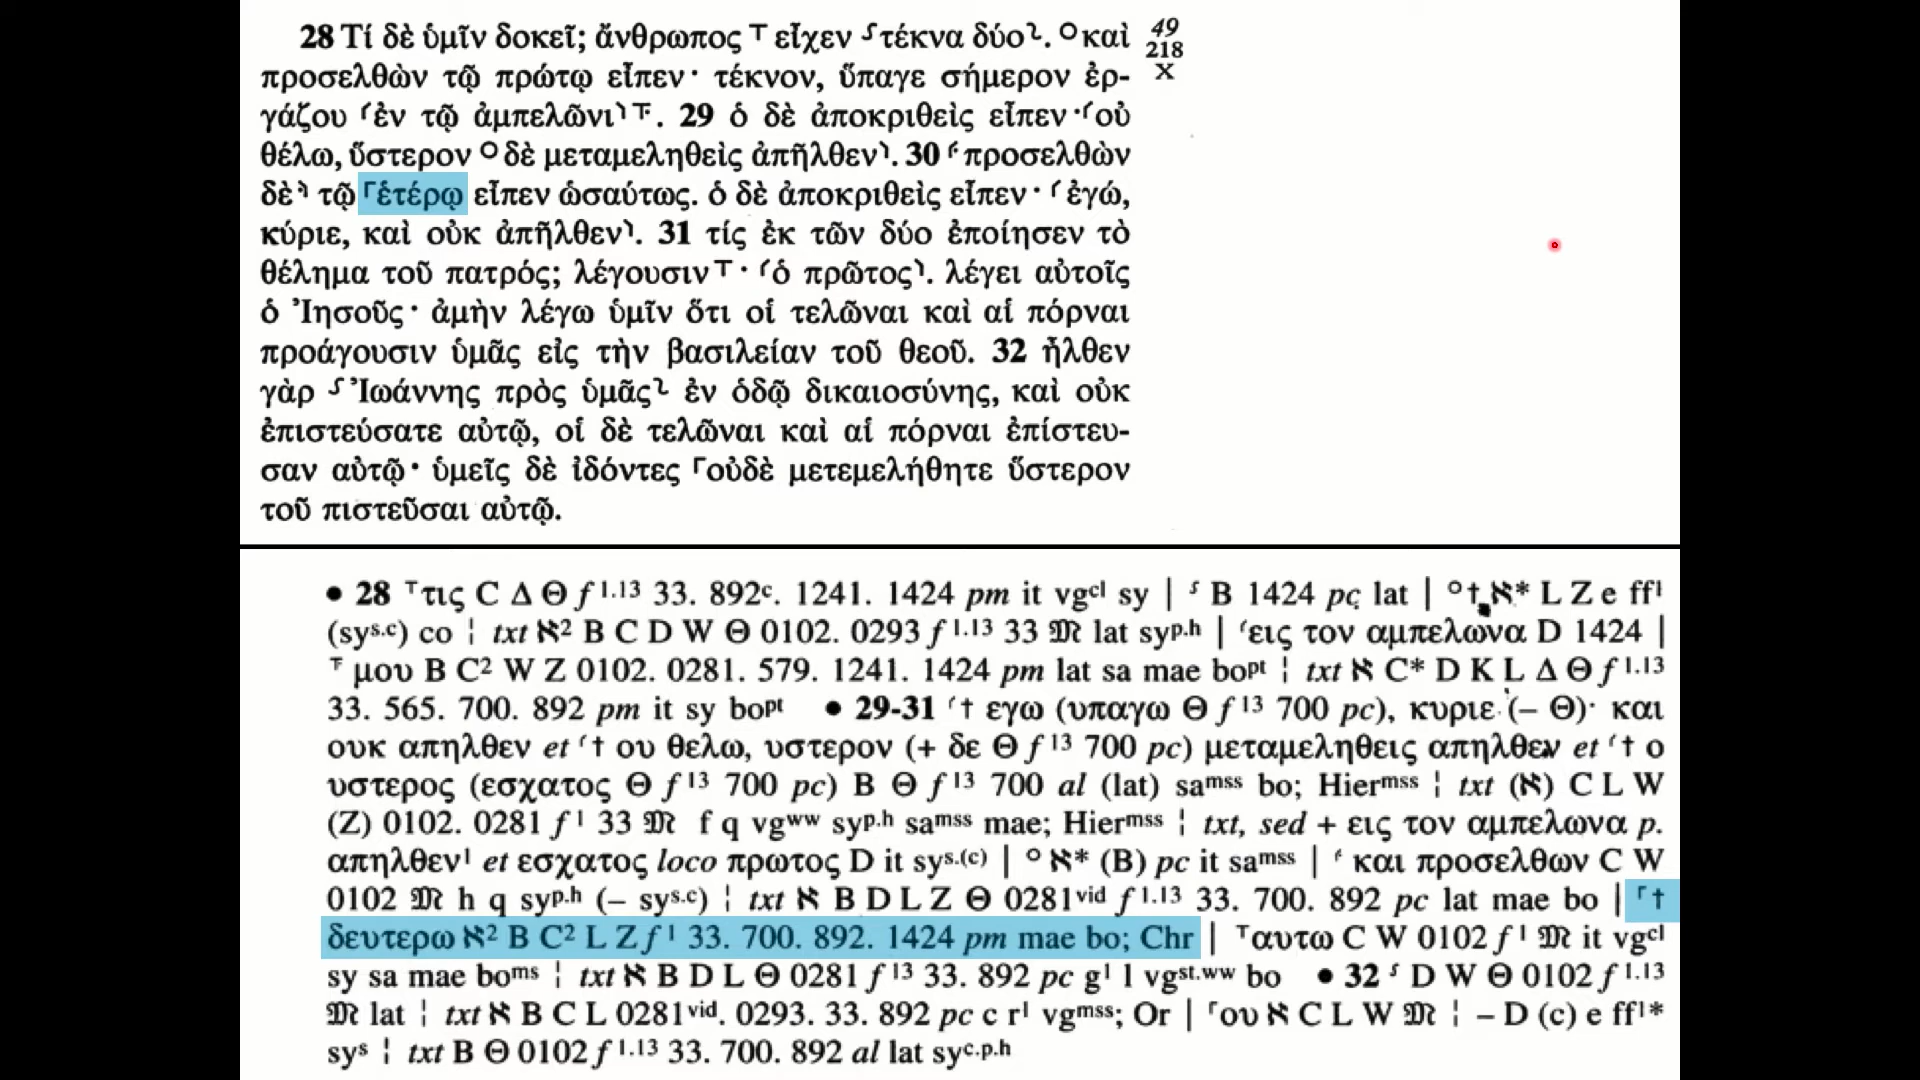 28 Τί δὲ ὑμῖν δοκεῖ; ἄνθρωπος ⸆ εἶχεν ⸉τέκνα δύο⸊. ⸰καὶ
προσελθὼν τῷ πρώτῳ εἶπεν· τέκνον, ὕπαγε σήμερον ἐρ-
γάζου ⸂ἐν τῷ ἀμπελῶνι⸃⸇. 29 ὁ δὲ ἀποκριθεὶς εἶπεν·⸂οὐ
θέλω, ὕστερον ⸰δὲ μεταμεληθεὶς ἀπῆλθεν⸃. 30 ⸄προσελθὼν
δὲ⸅ τῷ ⸀ἑτέρῳ εἶπεν ὡσαύτως. ὁ δὲ ἀποκριθεὶς εἶπεν· ⸂ἐγώ,
κύριε, καὶ οὐκ ἀπῆλθεν⸃. 31 τίς ἐκ τῶν δύο ἐποίησεν τὸ
θέλημα τοῦ πατρός; λέγουσιν⸆· ⸂ὁ πρῶτος⸃. λέγει αὐτοῖς
ὁ Ἰησοῦς· ἀμὴν λέγω ὑμῖν ὅτι οἱ τελῶναι καὶ αἱ πόρναι
προάγουσιν ὑμᾶς εἰς τὴν βασιλείαν τοῦ θεοῦ. 32 ἦλθεν
γὰρ ⸉Ἰωάννης πρὸς ὑμᾶς⸊ ἐν ὁδῷ δικαιοσύνης, καὶ οὐκ
ἐπιστεύσατε αὐτῷ, οἱ δὲ τελῶναι καὶ αἱ πόρναι ἐπίστευ-
σαν αὐτῷ· ὑμεῖς δὲ ἰδόντες ⸀οὐδὲ μετεμελήθητε ὕστερον
τοῦ πιστεῦσαι αὐτῷ.
49
218
X
• 28 ⸆τις C Δ Θ f¹·¹³ 33. 892ᶜ. 1241. 1424 pm it vgᶜˡ sy | ⸉ B 1424 pc lat | ⸰† ℵ* L Z e ff¹
(syˢ·ᶜ) co ¦ txt ℵ² B C D W Θ 0102. 0293 f¹·¹³ 33 𝔐 lat syᵖ·ʰ | ⸂εις τον αμπελωνα D 1424 |
⸇ μου B C² W Z 0102. 0281. 579. 1241. 1424 pm lat sa mae boᵖᵗ ¦ txt ℵ C* D K L Δ Θ f¹·¹³
33. 565. 700. 892 pm it sy boᵖᵗ • 29-31 ⸂† εγω (υπαγω Θ f¹³ 700 pc), κυριε (– Θ)· και
ουκ απηλθεν et ⸂† ου θελω, υστερον (+ δε Θ f¹³ 700 pc) μεταμεληθεις απηλθεν et ⸂† ο
υστερος (εσχατος Θ f¹³ 700 pc) B Θ f¹³ 700 al (lat) saᵐˢˢ bo; Hierᵐˢˢ ¦ txt (ℵ) C L W
(Z) 0102. 0281 f¹ 33 𝔐 f q vgʷʷ syᵖ·ʰ saᵐˢˢ mae; Hierᵐˢˢ ¦ txt, sed + εις τον αμπελωνα p.
απηλθεν¹ et εσχατος loco πρωτος D it syˢ·⁽ᶜ⁾ | ⸰ ℵ* (B) pc it saᵐˢˢ | ⸄ και προσελθων C W
0102 𝔐 h q syᵖ·ʰ (– syˢ·ᶜ) ¦ txt ℵ B D L Z Θ 0281ᵛⁱᵈ f¹·¹³ 33. 700. 892 pc lat mae bo | ⸀†
δευτερω ℵ² B C² L Z f¹ 33. 700. 892. 1424 pm mae bo; Chr | ⸆αυτω C W 0102 f¹ 𝔐 it vgᶜˡ
sy sa mae boᵐˢ ¦ txt ℵ B D L Θ 0281 f¹³ 33. 892 pc g¹ l vgˢᵗ·ʷʷ bo • 32 ⸉ D W Θ 0102 f¹·¹³
𝔐 lat ¦ txt ℵ B C L 0281ᵛⁱᵈ. 0293. 33. 892 pc c r¹ vgᵐˢˢ; Or | ⸀ου ℵ C L W 𝔐 ¦ – D (c) e ff¹*
syˢ ¦ txt B Θ 0102 f¹·¹³ 33. 700. 892 al lat syᶜ·ᵖ·ʰ